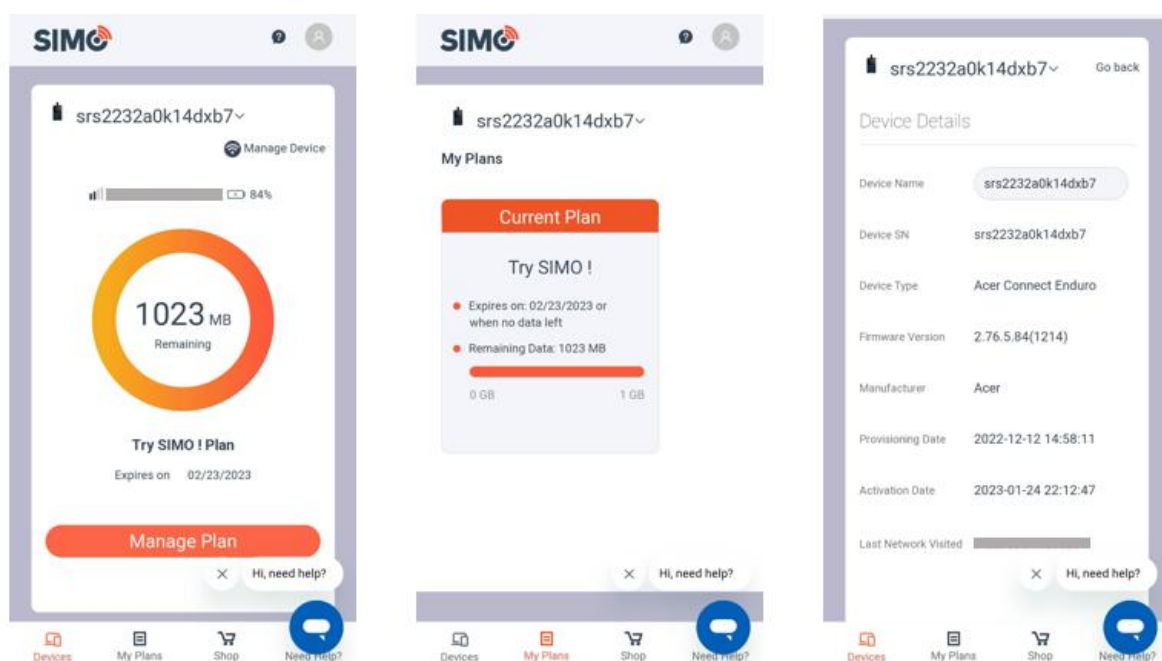 SIMO
srs2232a0k14dxb7
Manage Device
84%
1023 MB
Remaining
Try SIMO ! Plan
Expires on 02/23/2023
Manage Plan
Hi, need help?
Devices My Plans Shop Need Help?
SIMO
srs2232a0k14dxb7
My Plans
Current Plan
Try SIMO !
Expires on: 02/23/2023 or
when no data left
Remaining Data: 1023 MB
0 GB 1 GB
Hi, need help?
Devices My Plans Shop Need Help?
srs2232a0k14dxb7 Go back
Device Details
Device Name srs2232a0k14dxb7
Device SN srs2232a0k14dxb7
Device Type Acer Connect Enduro
Firmware Version 2.76.5.84(1214)
Manufacturer Acer
Provisioning Date 2022-12-12 14:58:11
Activation Date 2023-01-24 22:12:47
Last Network Visited
Hi, need help?
Devices My Plans Shop Need Help?